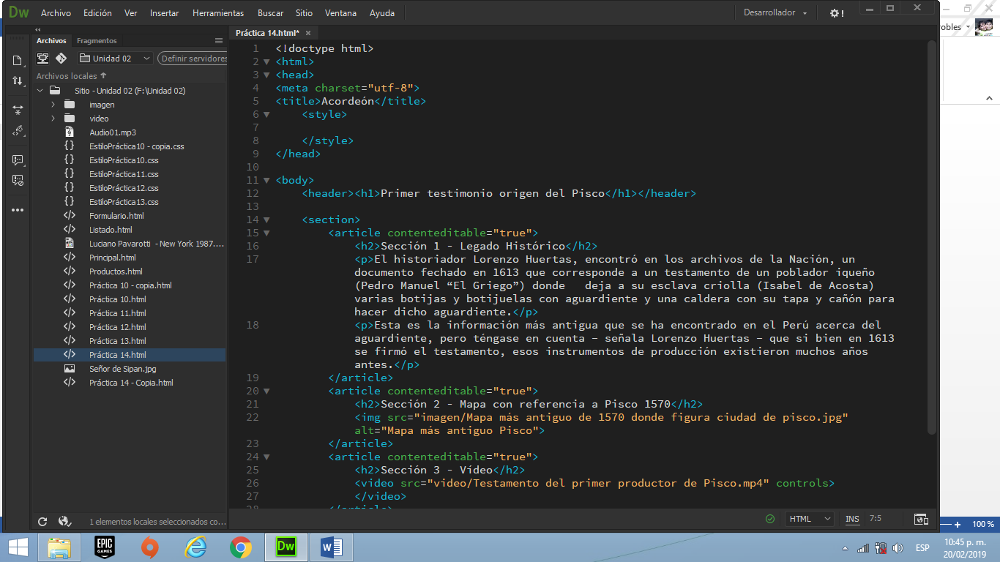 Dw Archivo Edición Ver Insertar Herramientas Buscar Sitio Ventana Ayuda Desarrollador
robles
Archivos Fragmentos
Práctica 14.html*
Unidad 02 Definir servidores
Archivos locales
Sitio - Unidad 02 (F:\Unidad 02)
imagen
video
Audio01.mp3
EstiloPráctica10 - copia.css
EstiloPráctica10.css
EstiloPráctica11.css
EstiloPráctica12.css
EstiloPráctica13.css
Formulario.html
Listado.html
Luciano Pavarotti - New York 1987....
Principal.html
Productos.html
Práctica 10 - copia.html
Práctica 10.html
Práctica 11.html
Práctica 12.html
Práctica 13.html
Práctica 14.html
Señor de Sipan.jpg
Práctica 14 - Copia.html
1 elementos locales seleccionados co...
1 <!doctype html>
2 <html>
3 <head>
4 <meta charset="utf-8">
5 <title>Acordeón</title>
6 <style>
7
8 </style>
9 </head>
10
11 <body>
12 <header><h1>Primer testimonio origen del Pisco</h1></header>
13
14 <section>
15 <article contenteditable="true">
16 <h2>Sección 1 - Legado Histórico</h2>
17 <p>El historiador Lorenzo Huertas, encontró en los archivos de la Nación, un
documento fechado en 1613 que corresponde a un testamento de un poblador iqueño
(Pedro Manuel “El Griego”) donde   deja a su esclava criolla (Isabel de Acosta)
varias botijas y botijuelas con aguardiente y una caldera con su tapa y cañón para
hacer dicho aguardiente.</p>
18 <p>Esta es la información más antigua que se ha encontrado en el Perú acerca del
aguardiente, pero téngase en cuenta – señala Lorenzo Huertas – que si bien en 1613
se firmó el testamento, esos instrumentos de producción existieron muchos años
antes.</p>
19 </article>
20 <article contenteditable="true">
21 <h2>Sección 2 - Mapa con referencia a Pisco 1570</h2>
22 <img src="imagen/Mapa más antiguo de 1570 donde figura ciudad de pisco.jpg"
alt="Mapa más antiguo Pisco">
23 </article>
24 <article contenteditable="true">
25 <h2>Sección 3 - Vídeo</h2>
26 <video src="video/Testamento del primer productor de Pisco.mp4" controls>
27 </video>
28 </article>
HTML INS 7:5
100 %
EPIC GAMES
Dw
ESP
10:45 p. m.
20/02/2019